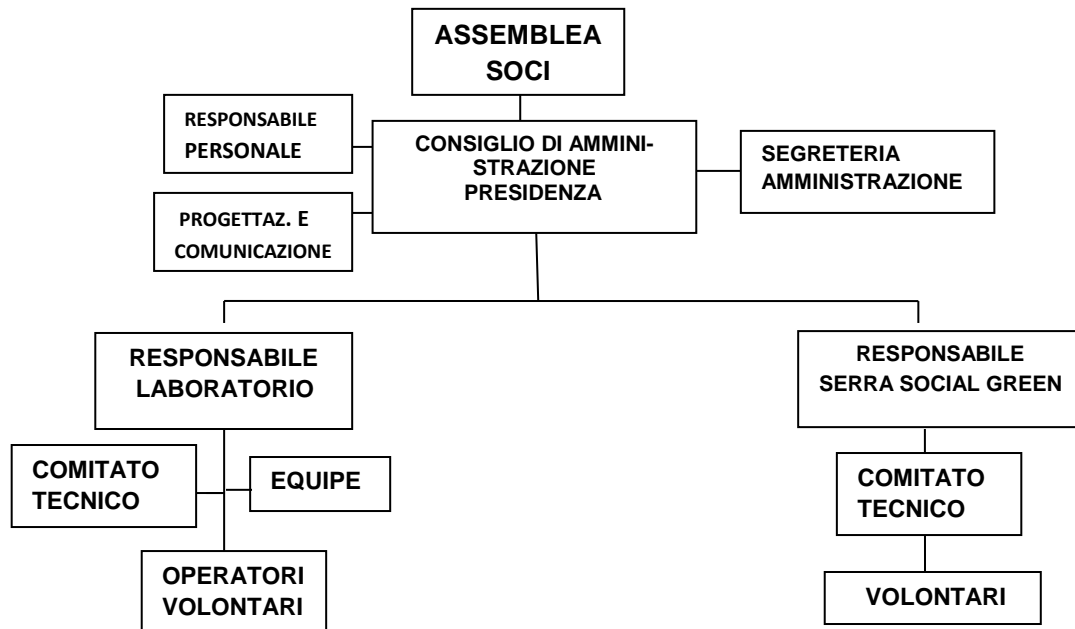 ASSEMBLEA
SOCI
RESPONSABILE
PERSONALE
CONSIGLIO DI AMMINI-
STRAZIONE
PRESIDENZA
SEGRETERIA
AMMINISTRAZIONE
PROGETTAZ. E
COMUNICAZIONE
RESPONSABILE
LABORATORIO
RESPONSABILE
SERRA SOCIAL GREEN
COMITATO
TECNICO
EQUIPE
COMITATO
TECNICO
OPERATORI
VOLONTARI
VOLONTARI